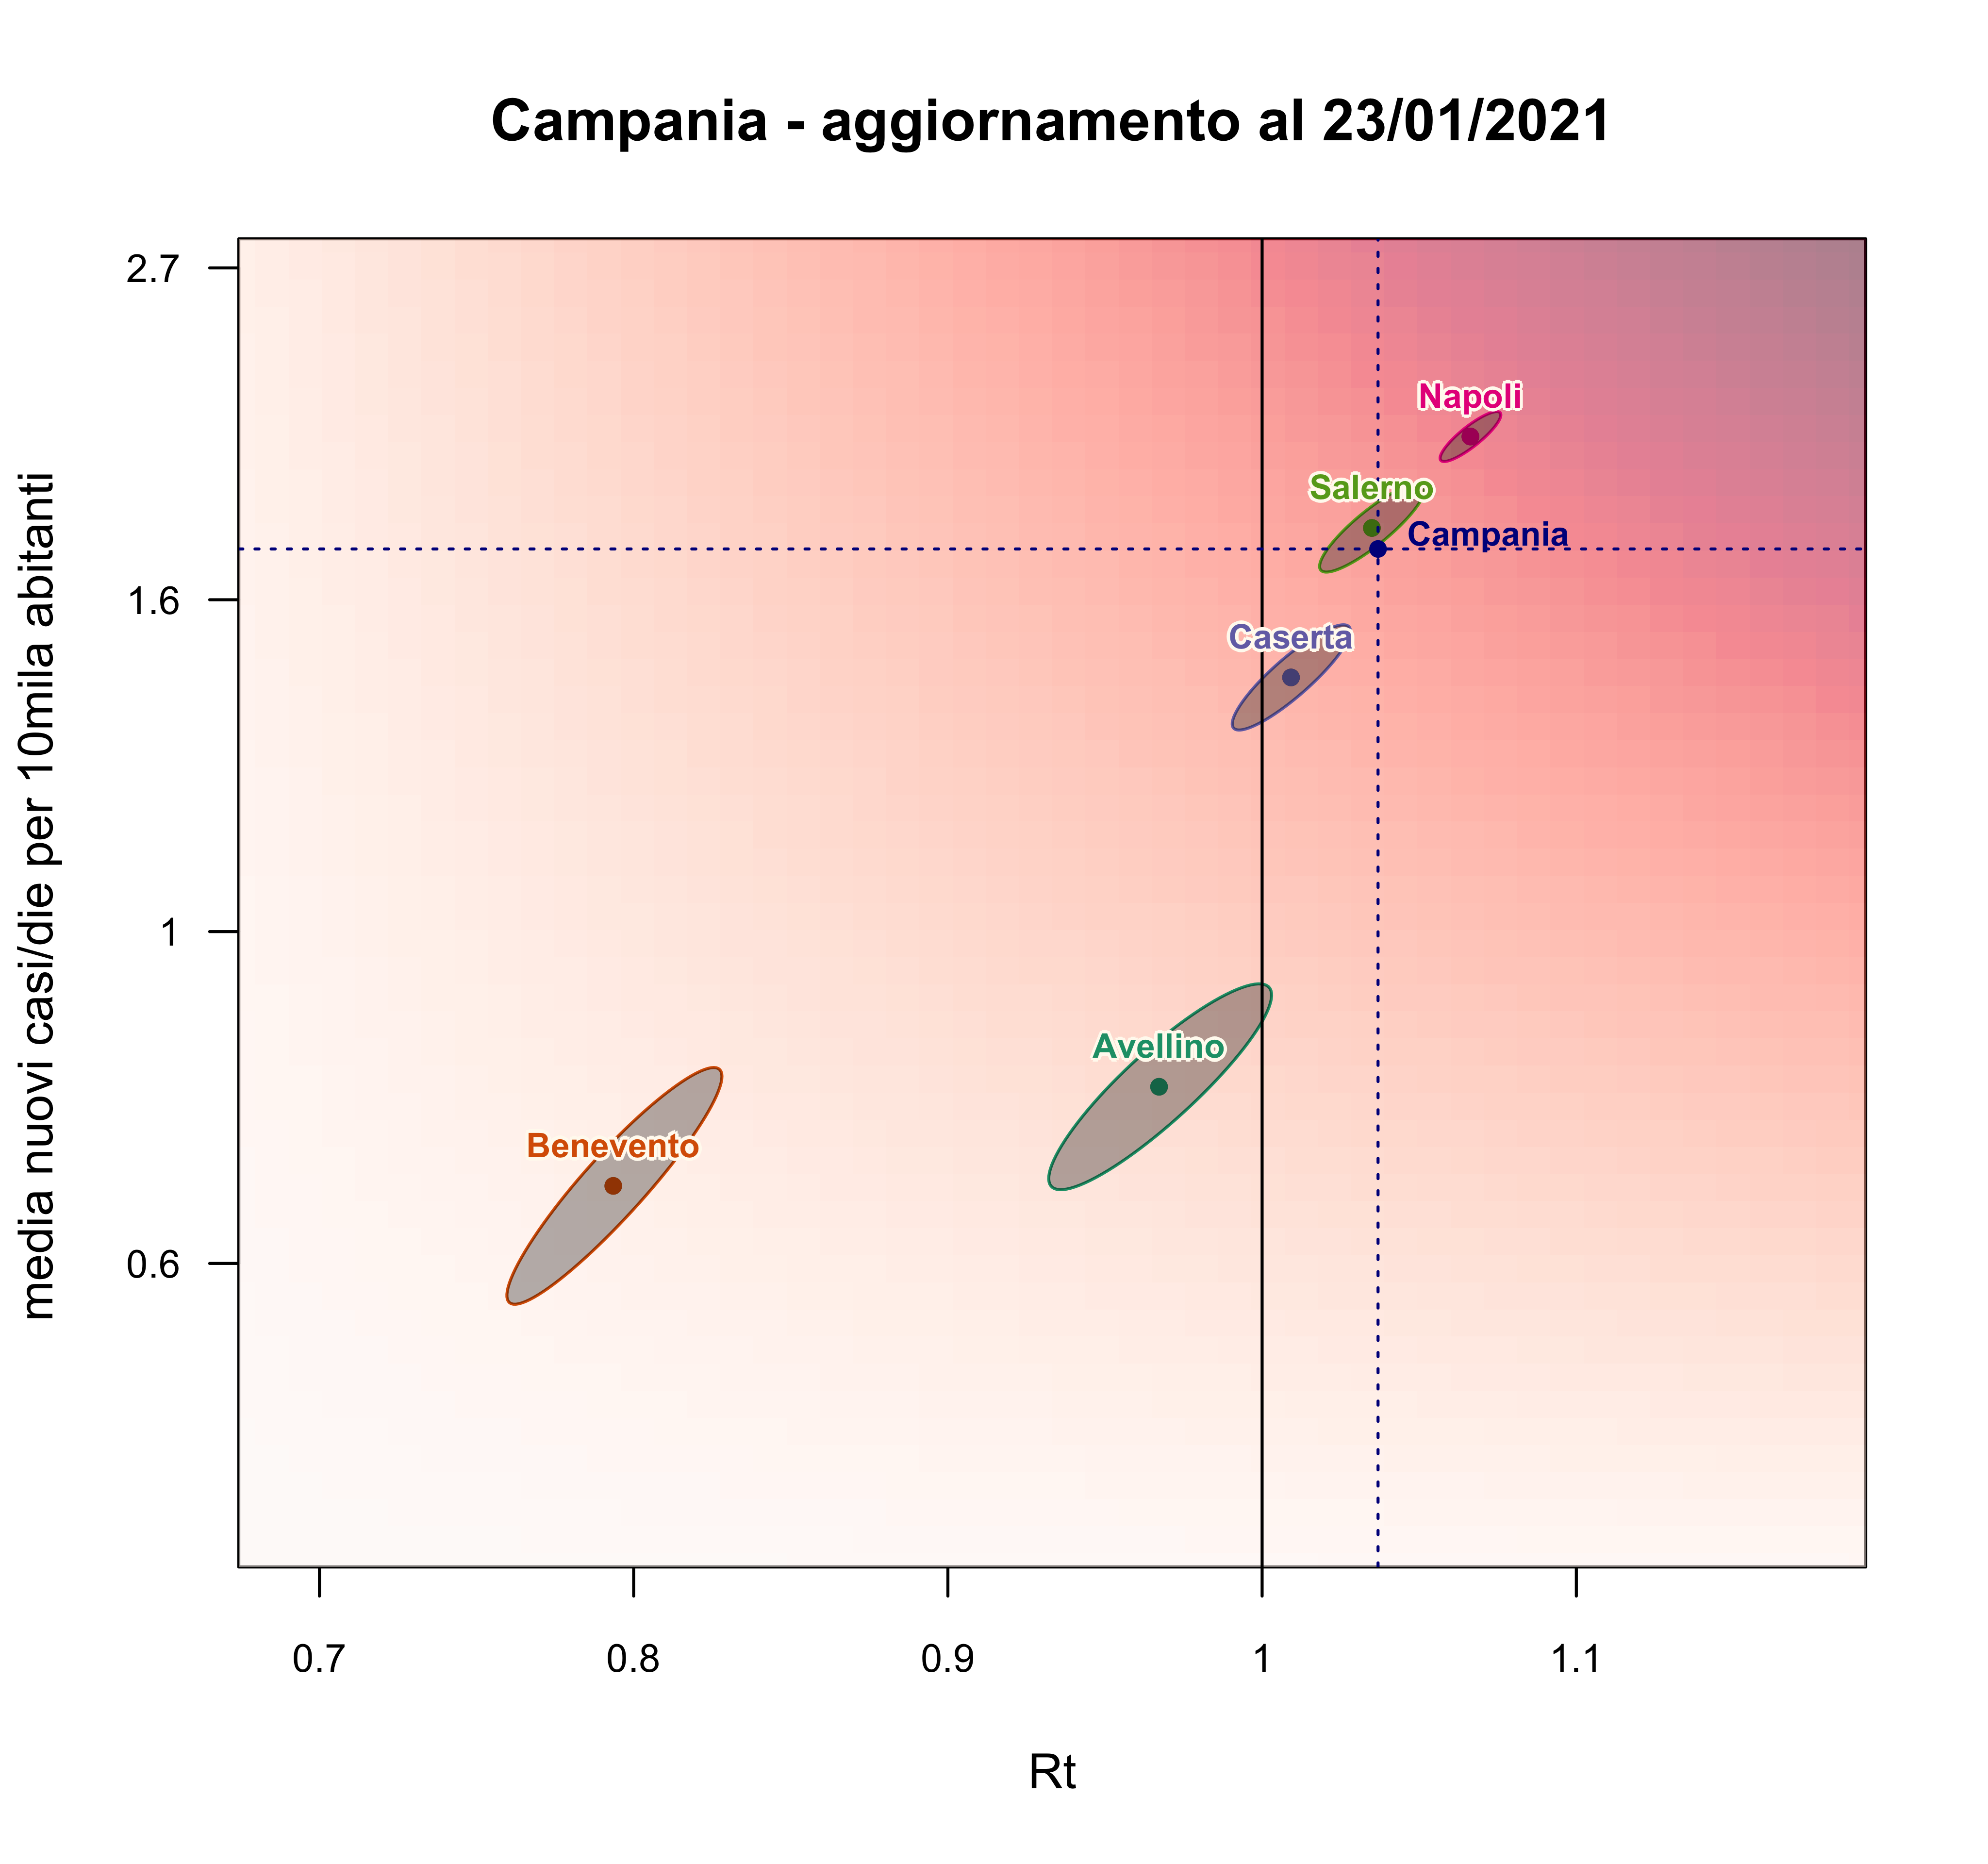 Campania - aggiornamento al 23/01/2021
media nuovi casi/die per 10mila abitanti
2.7
1.6
1
0.6
Napoli
Salerno
Campania
Caserta
Avellino
Benevento
0.7
0.8
0.9
1
1.1
Rt